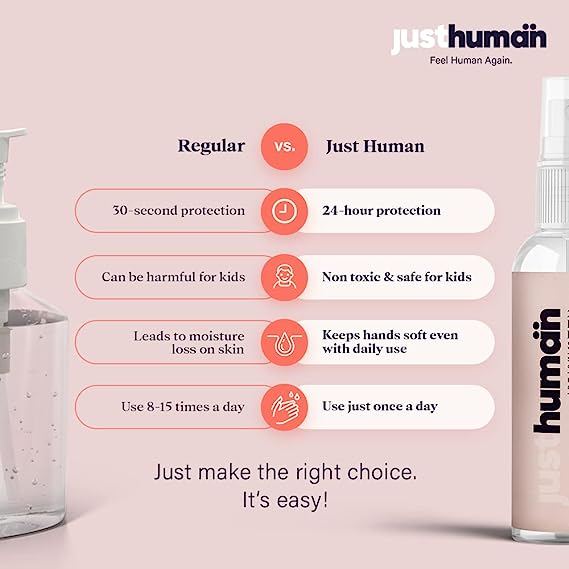 justhumän
Feel Human Again.
Regular vs. Just Human
30-second protection 24-hour protection
Can be harmful for kids Non toxic & safe for kids
Leads to moisture
loss on skin
Keeps hands soft even
with daily use
Use 8-15 times a day Use just once a day
Just make the right choice.
It's easy!
justhumän